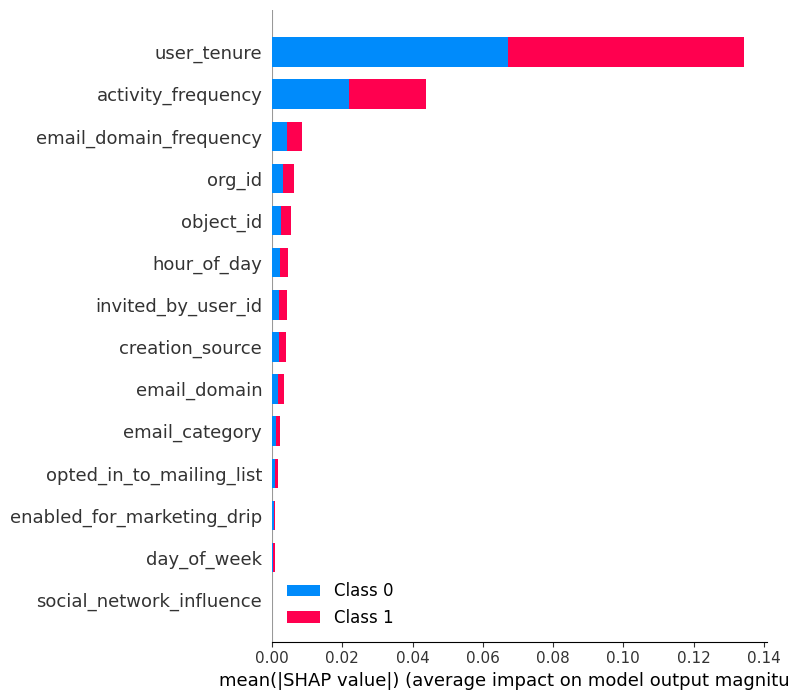 user_tenure
activity_frequency
email_domain_frequency
org_id
object_id
hour_of_day
invited_by_user_id
creation_source
email_domain
email_category
opted_in_to_mailing_list
enabled_for_marketing_drip
day_of_week
social_network_influence
Class 0
Class 1
0.00 0.02 0.04 0.06 0.08 0.10 0.12 0.14
mean(|SHAP value|) (average impact on model output magnitu